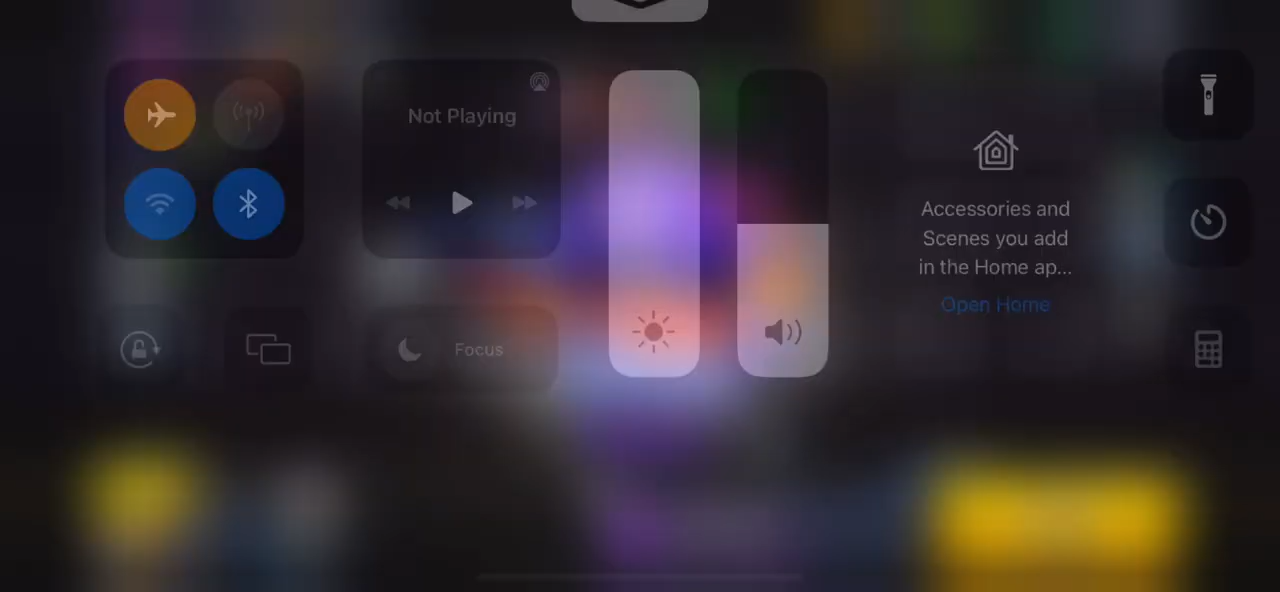 Not Playing
Focus
Accessories and
Scenes you add
in the Home ap...
Open Home